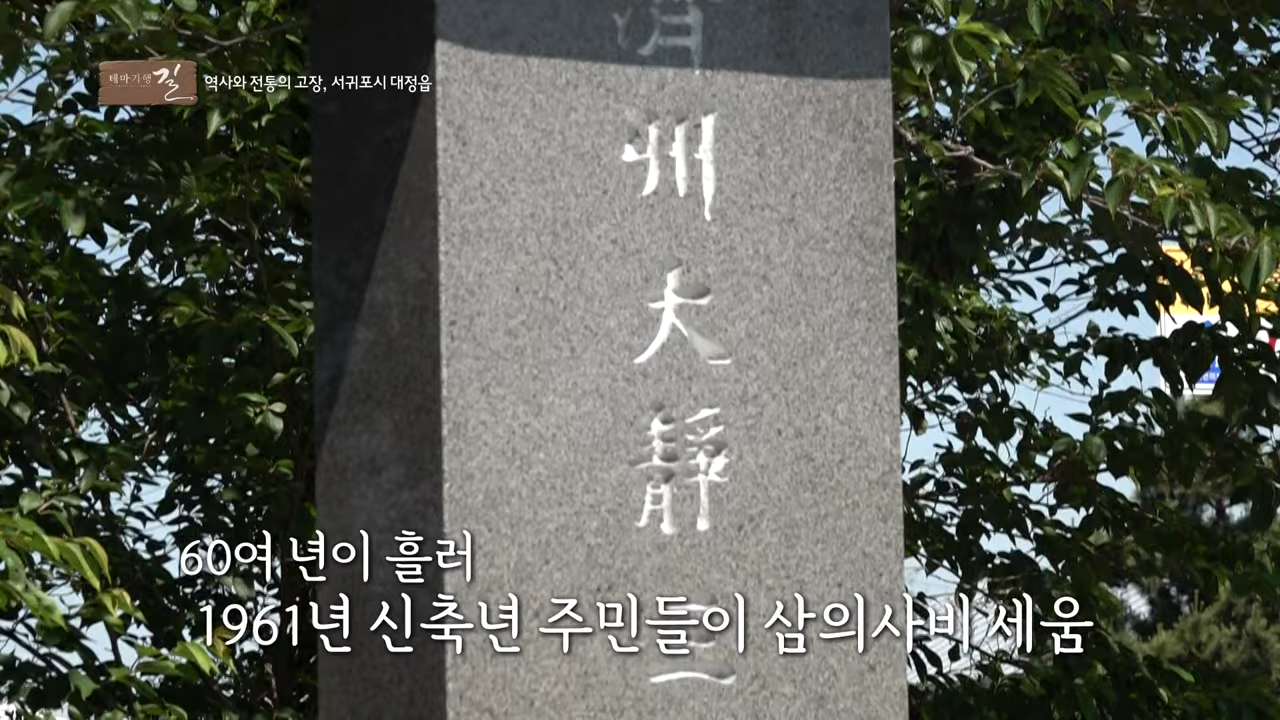 테마기행 길
역사와 전통의 고장, 서귀포시 대정읍
濟
州
大
靜
三
60여 년이 흘러
1961년 신축년 주민들이 삼의사비 세움